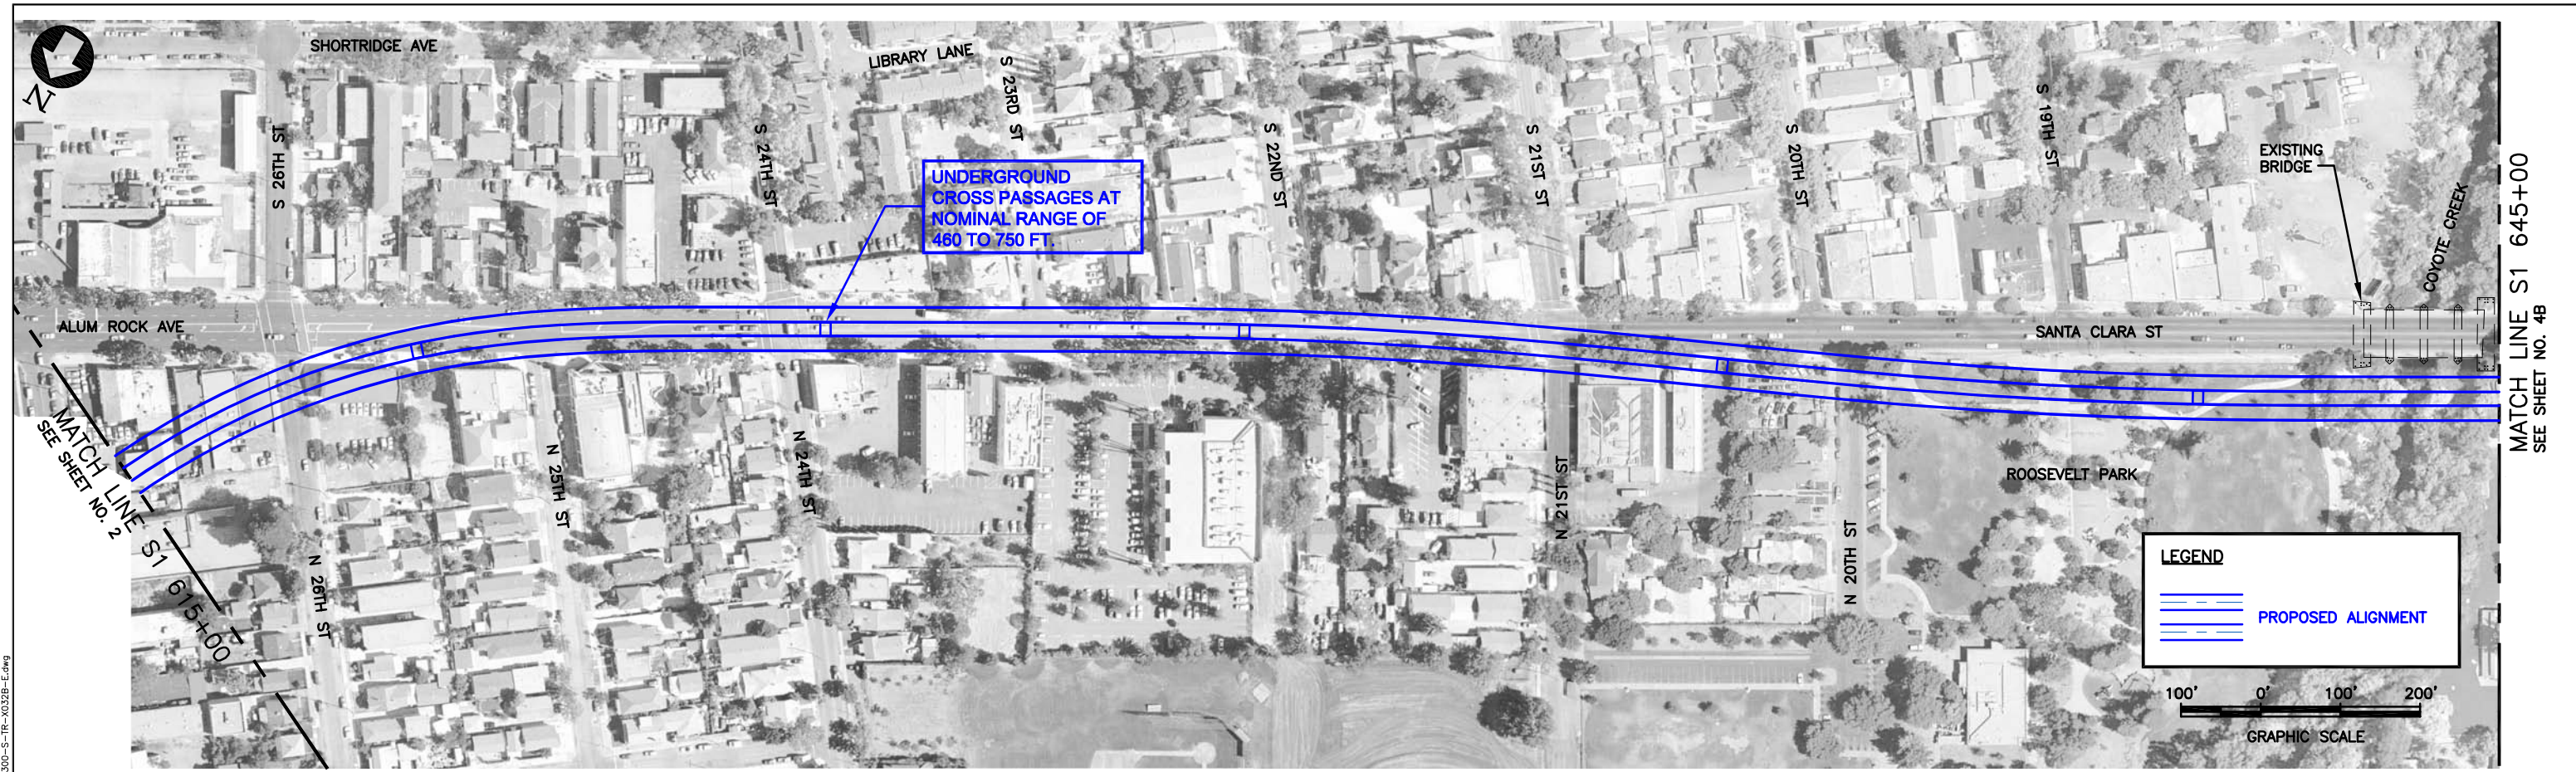 SHORTRIDGE AVE
LIBRARY LANE
N
S 26TH ST
S 24TH ST
S 23RD ST
S 22ND ST
S 21ST ST
S 20TH ST
S 19TH ST
UNDERGROUND
CROSS PASSAGES AT
NOMINAL RANGE OF
460 TO 750 FT.
EXISTING
BRIDGE
COYOTE CREEK
MATCH LINE S1 645+00
SEE SHEET NO. 4B
ALUM ROCK AVE
SANTA CLARA ST
MATCH LINE S1 615+00
SEE SHEET NO. 2
N 26TH ST
N 25TH ST
N 24TH ST
N 21ST ST
N 20TH ST
ROOSEVELT PARK
LEGEND
PROPOSED ALIGNMENT
100' 0' 100' 200'
GRAPHIC SCALE
300-S-TR-X032B-E.dwg